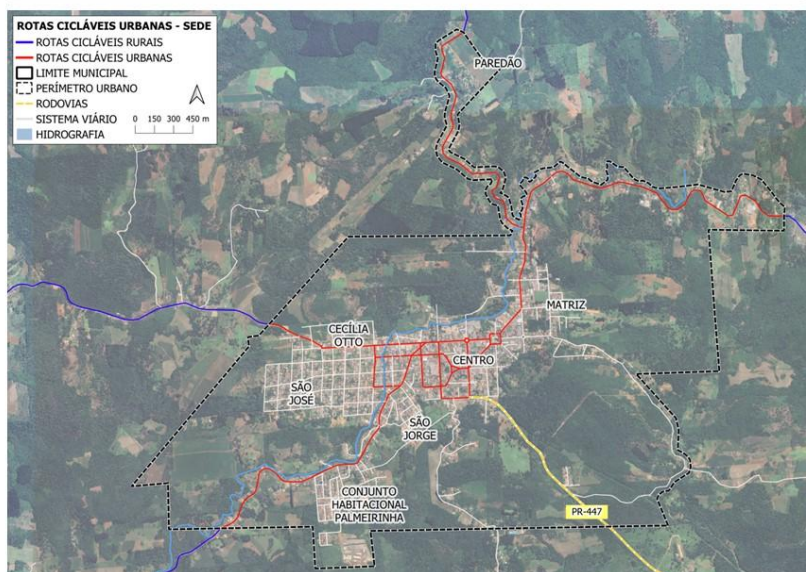 ROTAS CICLÁVEIS URBANAS - SEDE
ROTAS CICLÁVEIS RURAIS
ROTAS CICLÁVEIS URBANAS
LIMITE MUNICIPAL
PERÍMETRO URBANO
RODOVIAS
SISTEMA VIÁRIO
HIDROGRAFIA
0 150 300 450 m
PAREDÃO
MATRIZ
CECÍLIA
OTTO
CENTRO
SÃO
JOSÉ
SÃO
JORGE
CONJUNTO
HABITACIONAL
PALMEIRINHA
PR-447